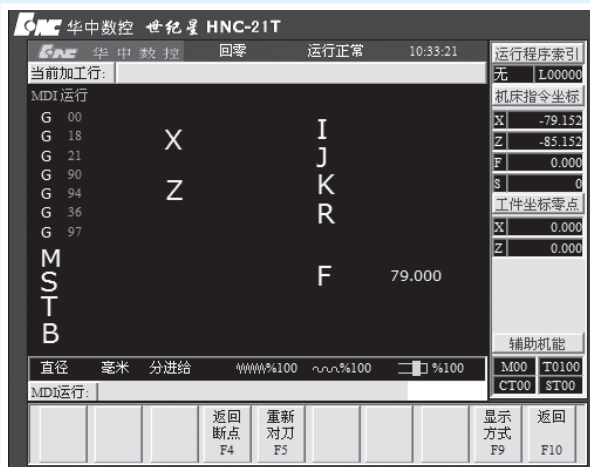 CNC 华中数控 世纪星 HNC-21T
CNC 华中数控 回零 运行正常 10:33:21
当前加工行:
MDI运行
G 00
G 18
G 21
G 90
G 94
G 36
G 97
M
S
T
B
X
Z
I
J
K
R
F 79.000
运行程序索引
无 L00000
机床指令坐标
X -79.152
Z -85.152
F 0.000
S 0
工件坐标零点
X 0.000
Z 0.000
辅助机能
M00 T0100
CT00 ST00
直径 毫米 分进给 %100 %100 %100
MDI运行:
返回断点 F4
重新对刀 F5
显示方式 F9
返回 F10